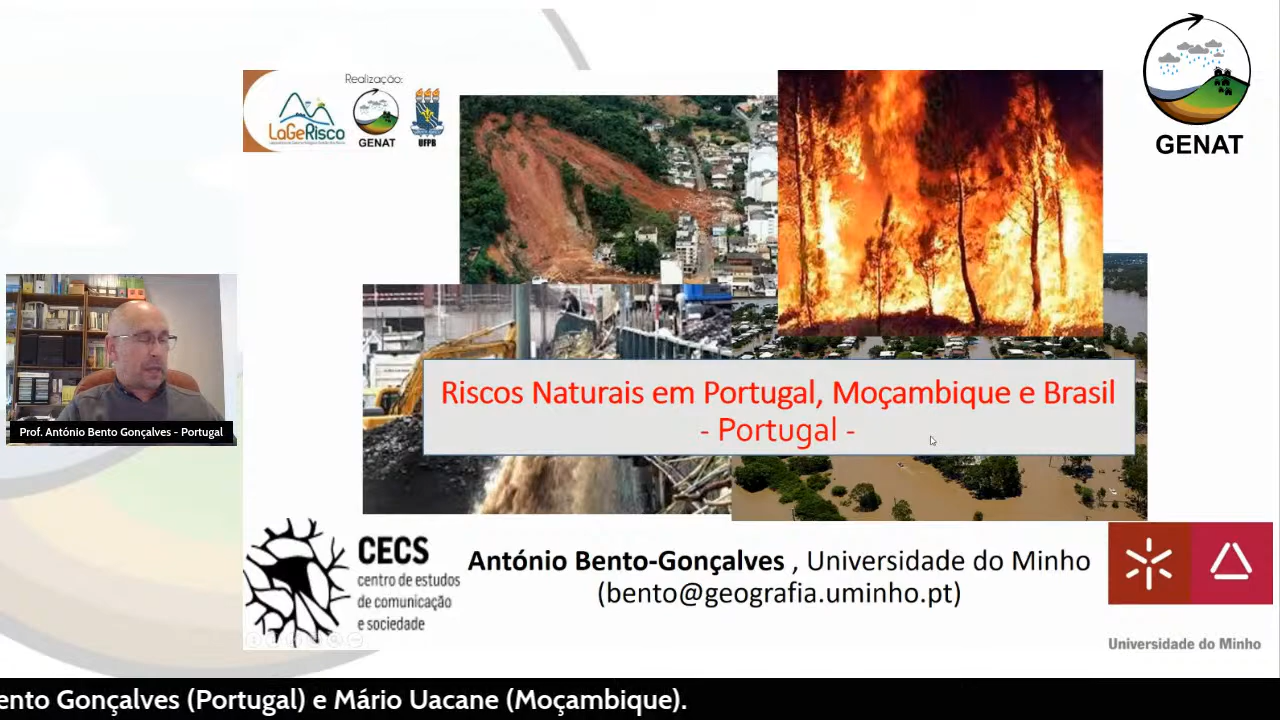 Realização:
LaGeRisco
GENAT
UFPB
GENAT
Riscos Naturais em Portugal, Moçambique e Brasil
- Portugal -
Prof. António Bento Gonçalves - Portugal
CECS
centro de estudos
de comunicação
e sociedade
António Bento-Gonçalves , Universidade do Minho
(bento@geografia.uminho.pt)
Universidade do Minho
ento Gonçalves (Portugal) e Mário Uacane (Moçambique).